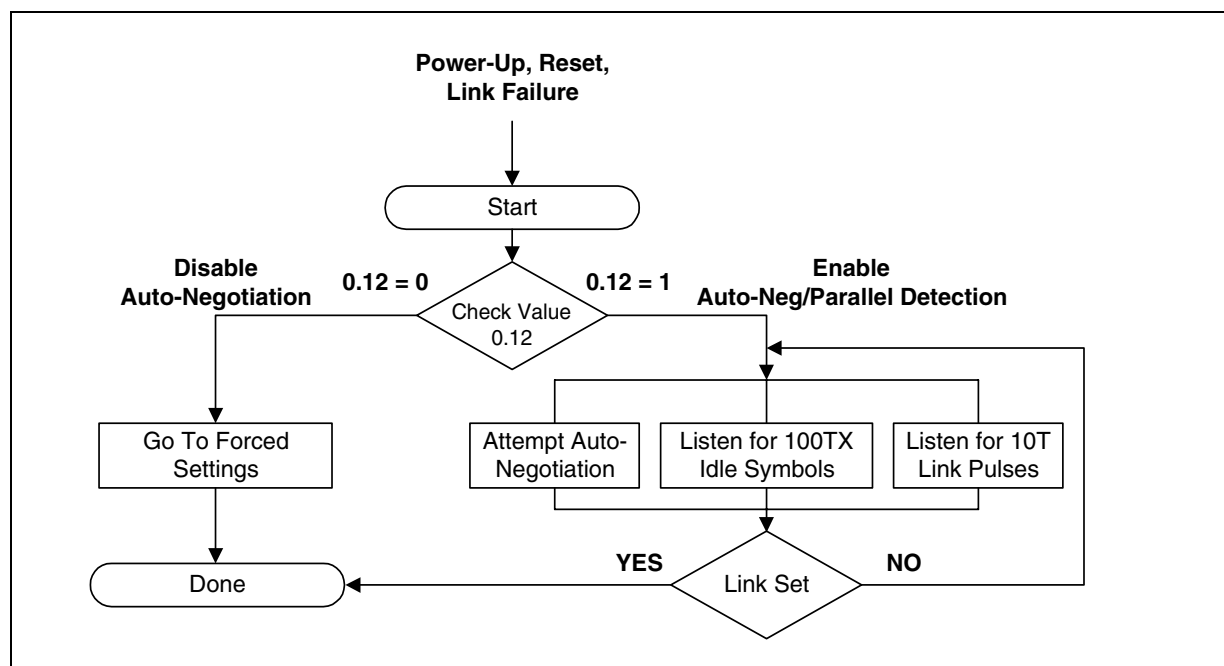 Power-Up, Reset,
Link Failure
Start
Disable
Auto-Negotiation
0.12 = 0
0.12 = 1
Enable
Auto-Neg/Parallel Detection
Check Value
0.12
Go To Forced
Settings
Attempt Auto-
Negotiation
Listen for 100TX
Idle Symbols
Listen for 10T
Link Pulses
Done
YES
Link Set
NO